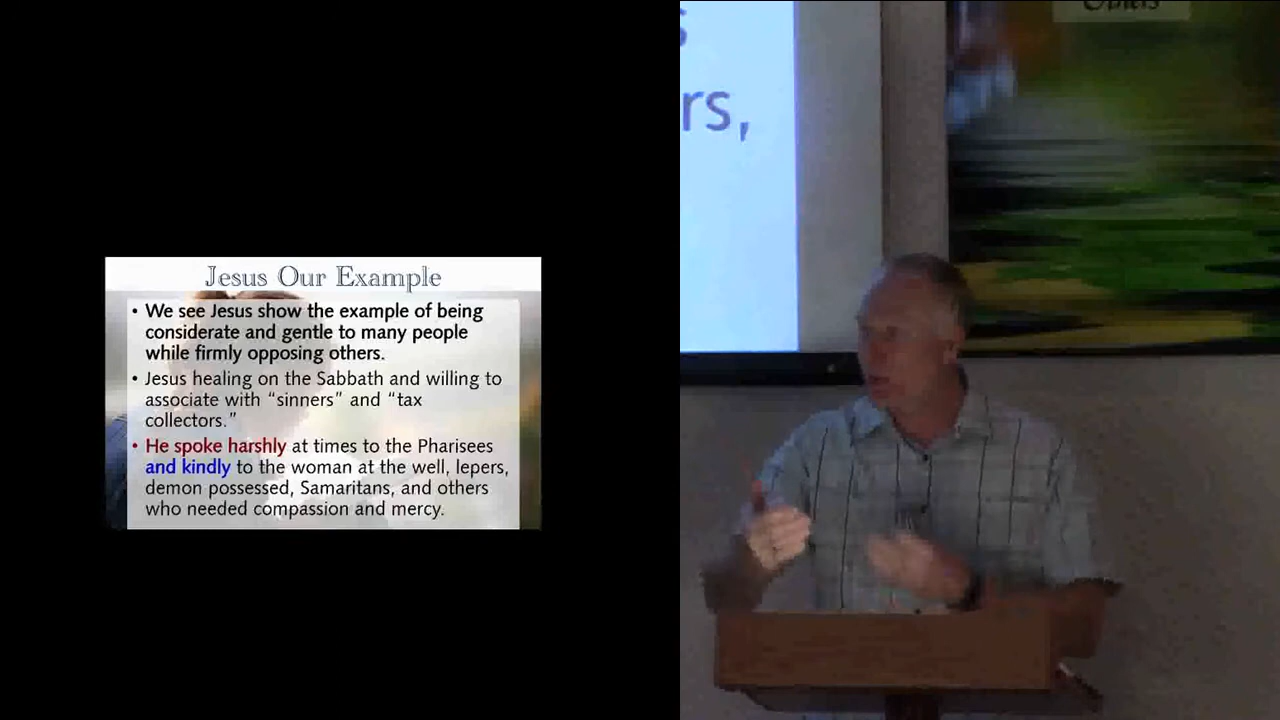 Jesus Our Example
• We see Jesus show the example of being
considerate and gentle to many people
while firmly opposing others.
• Jesus healing on the Sabbath and willing to
associate with “sinners” and “tax
collectors.”
• He spoke harshly at times to the Pharisees
and kindly to the woman at the well, lepers,
demon possessed, Samaritans, and others
who needed compassion and mercy.
s
rs,
Others